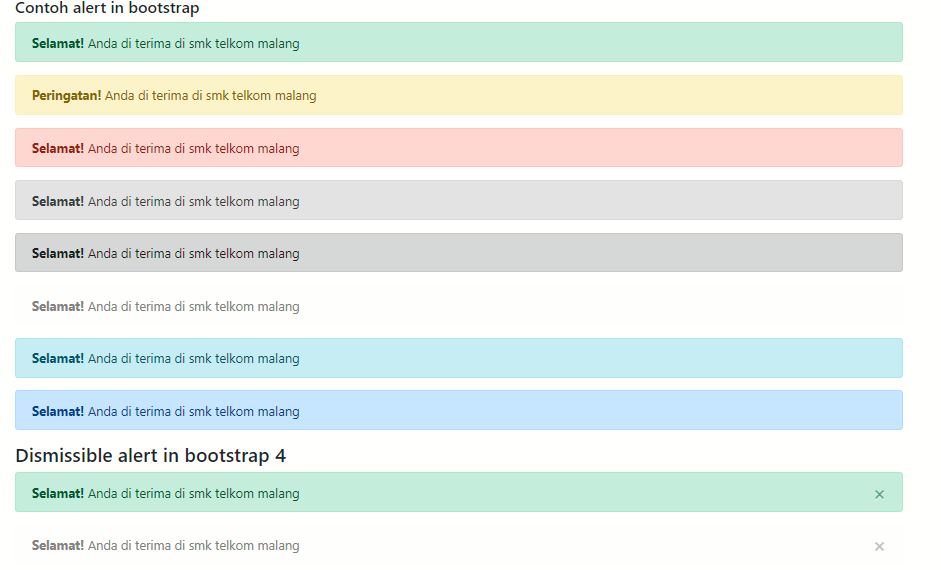 Contoh alert in bootstrap
Selamat! Anda di terima di smk telkom malang
Peringatan! Anda di terima di smk telkom malang
Selamat! Anda di terima di smk telkom malang
Selamat! Anda di terima di smk telkom malang
Selamat! Anda di terima di smk telkom malang
Selamat! Anda di terima di smk telkom malang
Selamat! Anda di terima di smk telkom malang
Selamat! Anda di terima di smk telkom malang
Dismissible alert in bootstrap 4
Selamat! Anda di terima di smk telkom malang ×
Selamat! Anda di terima di smk telkom malang ×